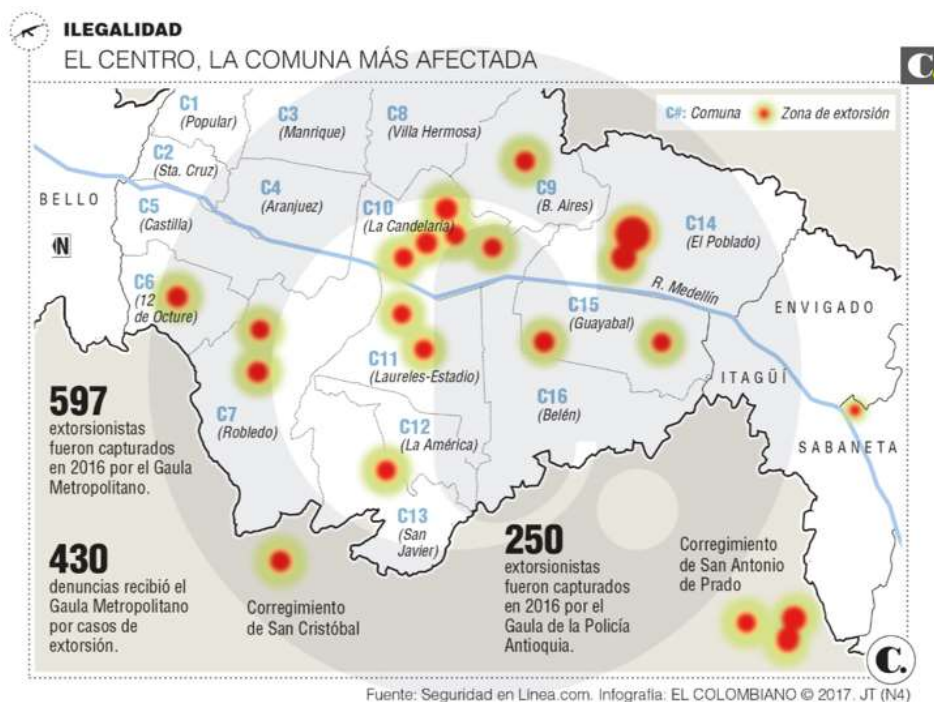 ILEGALIDAD
EL CENTRO, LA COMUNA MÁS AFECTADA
C.
C#: Comuna
Zona de extorsión
C1
(Popular)
C3
(Manrique)
C8
(Villa Hermosa)
C2
(Sta. Cruz)
C4
(Aranjuez)
C9
(B. Aires)
BELLO
C5
(Castilla)
C10
(La Candelaria)
C14
(El Poblado)
N
C6
(12
de Octure)
R. Medellín
C15
(Guayabal)
ENVIGADO
C11
(Laureles-Estadio)
ITAGÜÍ
C7
(Robledo)
C12
(La América)
C16
(Belén)
SABANETA
C13
(San
Javier)
597
extorsionistas
fueron capturados
en 2016 por el Gaula
Metropolitano.
430
denuncias recibió el
Gaula Metropolitano
por casos de
extorsión.
Corregimiento
de San Cristóbal
250
extorsionistas
fueron capturados
en 2016 por el
Gaula de la Policía
Antioquia.
Corregimiento
de San Antonio
de Prado
C.
Fuente: Seguridad en Línea.com. Infografía: EL COLOMBIANO © 2017. JT (N4)